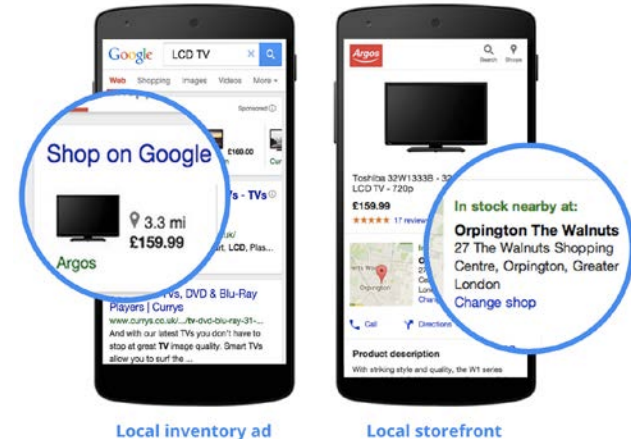 Google LCD TV
Web Shopping Images Videos More
Sponsored
£160.00
Shop on Google
3.3 mi
£159.99
Argos
- TVs
uk/
LCD, Plas...
TVs, DVD & Blu-Ray
Players | Currys
www.currys.co.uk/.../tv-dvd-blu-ray-31-...
And with our latest TVs you don't have to
stop at great TV image quality. Smart TVs
allow you to surf the ...
Local inventory ad
Argos
Search Shops
Toshiba 32W1333B - 32
LCD TV - 720p
£159.99
17 reviews
Orpington
Call Directions
Product description
With striking style and quality, the W1 series
In stock nearby at:
Orpington The Walnuts
27 The Walnuts Shopping
Centre, Orpington, Greater
London
Change shop
Local storefront